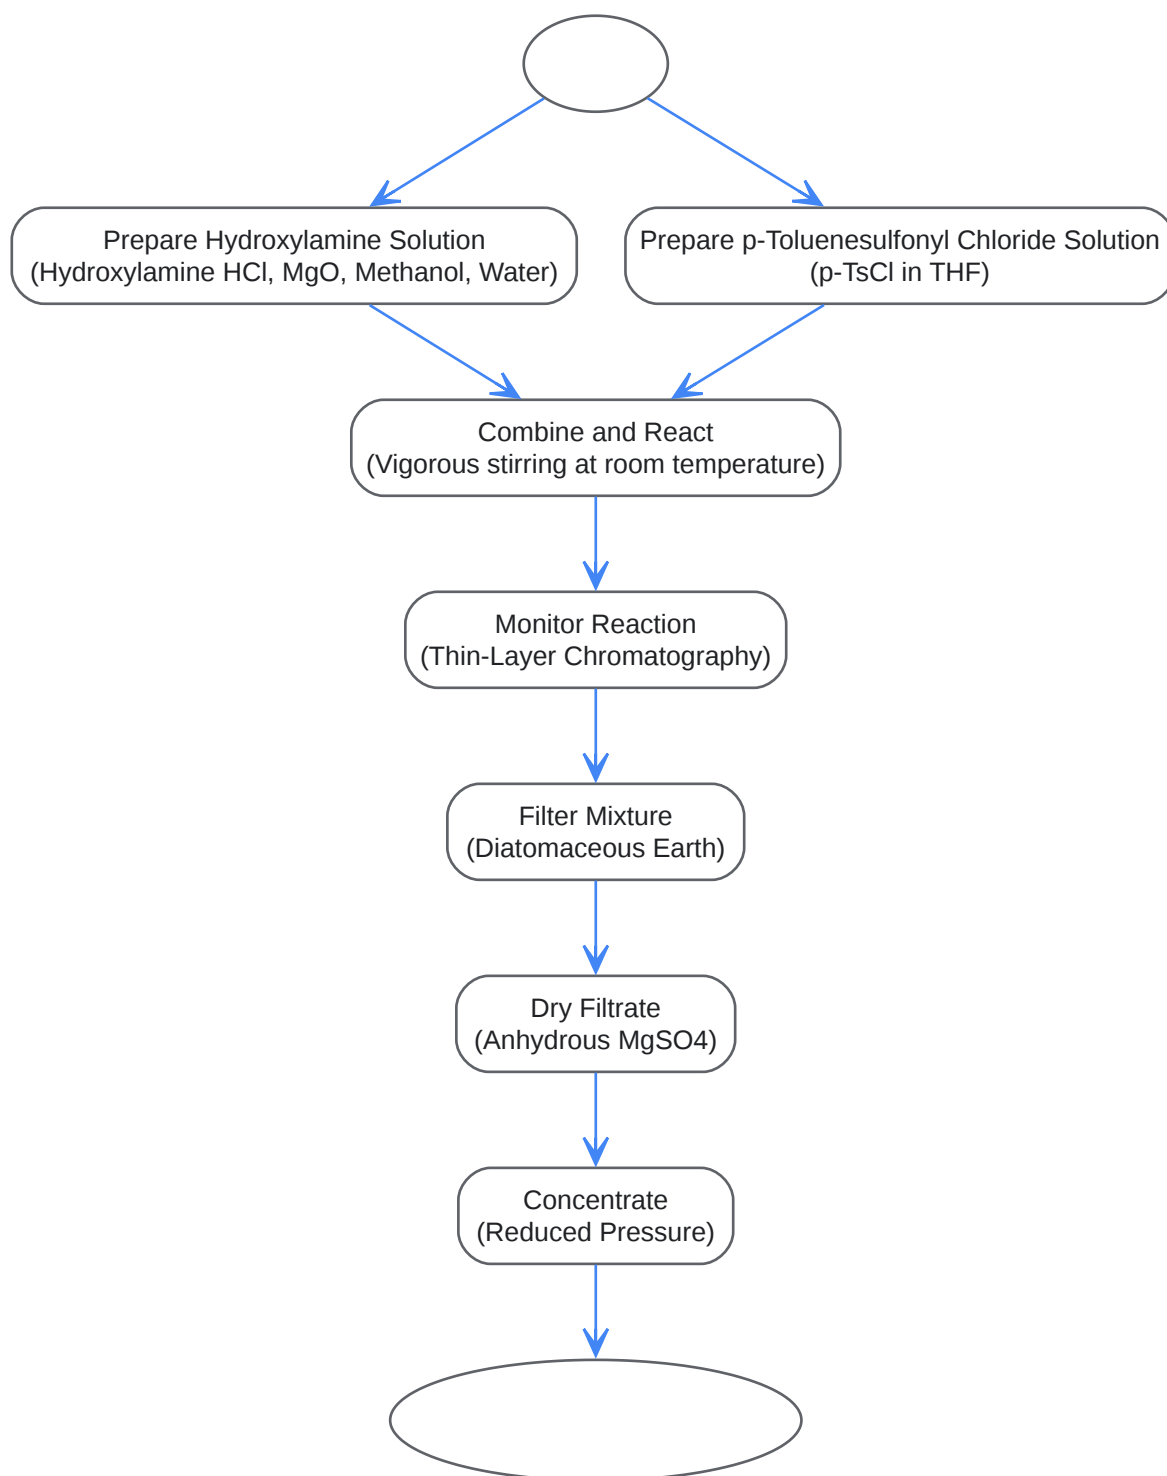 Prepare Hydroxylamine Solution
(Hydroxylamine HCl, MgO, Methanol, Water)
Prepare p-Toluenesulfonyl Chloride Solution
(p-TsCl in THF)
Combine and React
(Vigorous stirring at room temperature)
Monitor Reaction
(Thin-Layer Chromatography)
Filter Mixture
(Diatomaceous Earth)
Dry Filtrate
(Anhydrous MgSO4)
Concentrate
(Reduced Pressure)